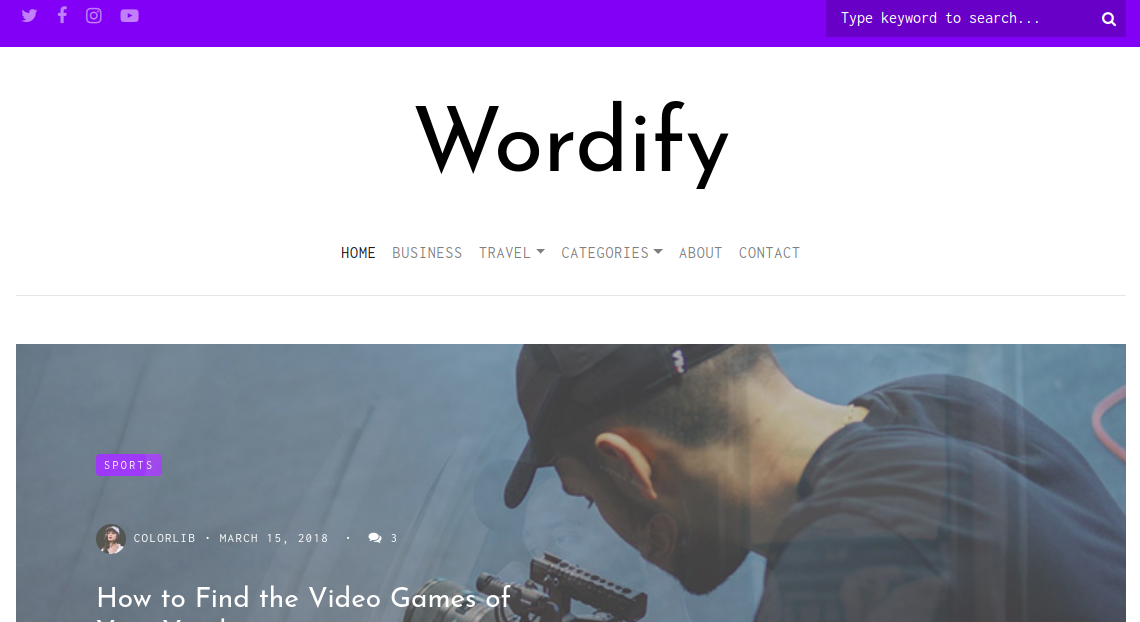 Type keyword to search...
Wordify
HOME BUSINESS TRAVEL CATEGORIES ABOUT CONTACT
SPORTS
COLORLIB • MARCH 15, 2018 • 3
How to Find the Video Games of